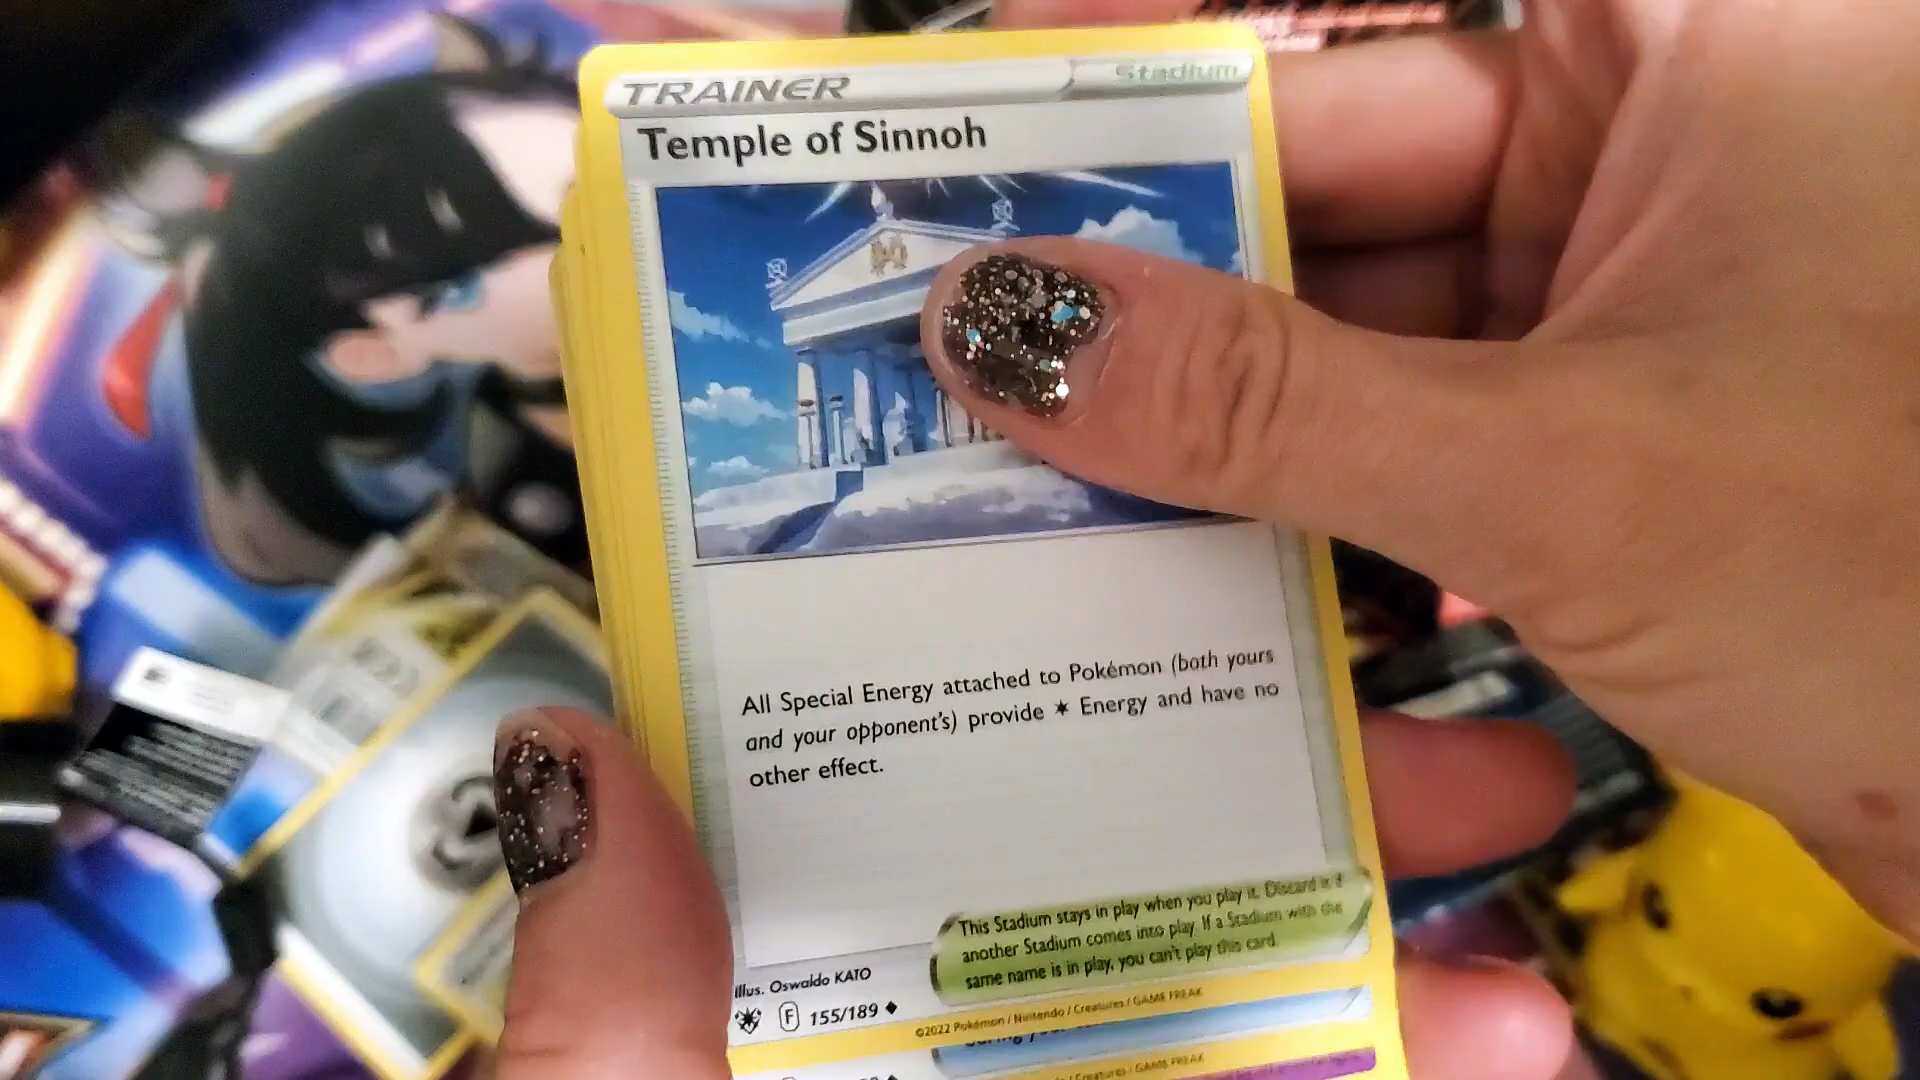 TRAINER
Stadium
Temple of Sinnoh
All Special Energy attached to Pokémon (both yours
and your opponent's) provide ✶ Energy and have no
other effect.
This Stadium stays in play when you play it. Discard it if
another Stadium comes into play. If a Stadium with the
same name is in play, you can't play this card.
illus. Oswaldo KATO
F 155/189 ◆
©2022 Pokémon / Nintendo / Creatures / GAME FREAK
/ Creatures / GAME FREAK